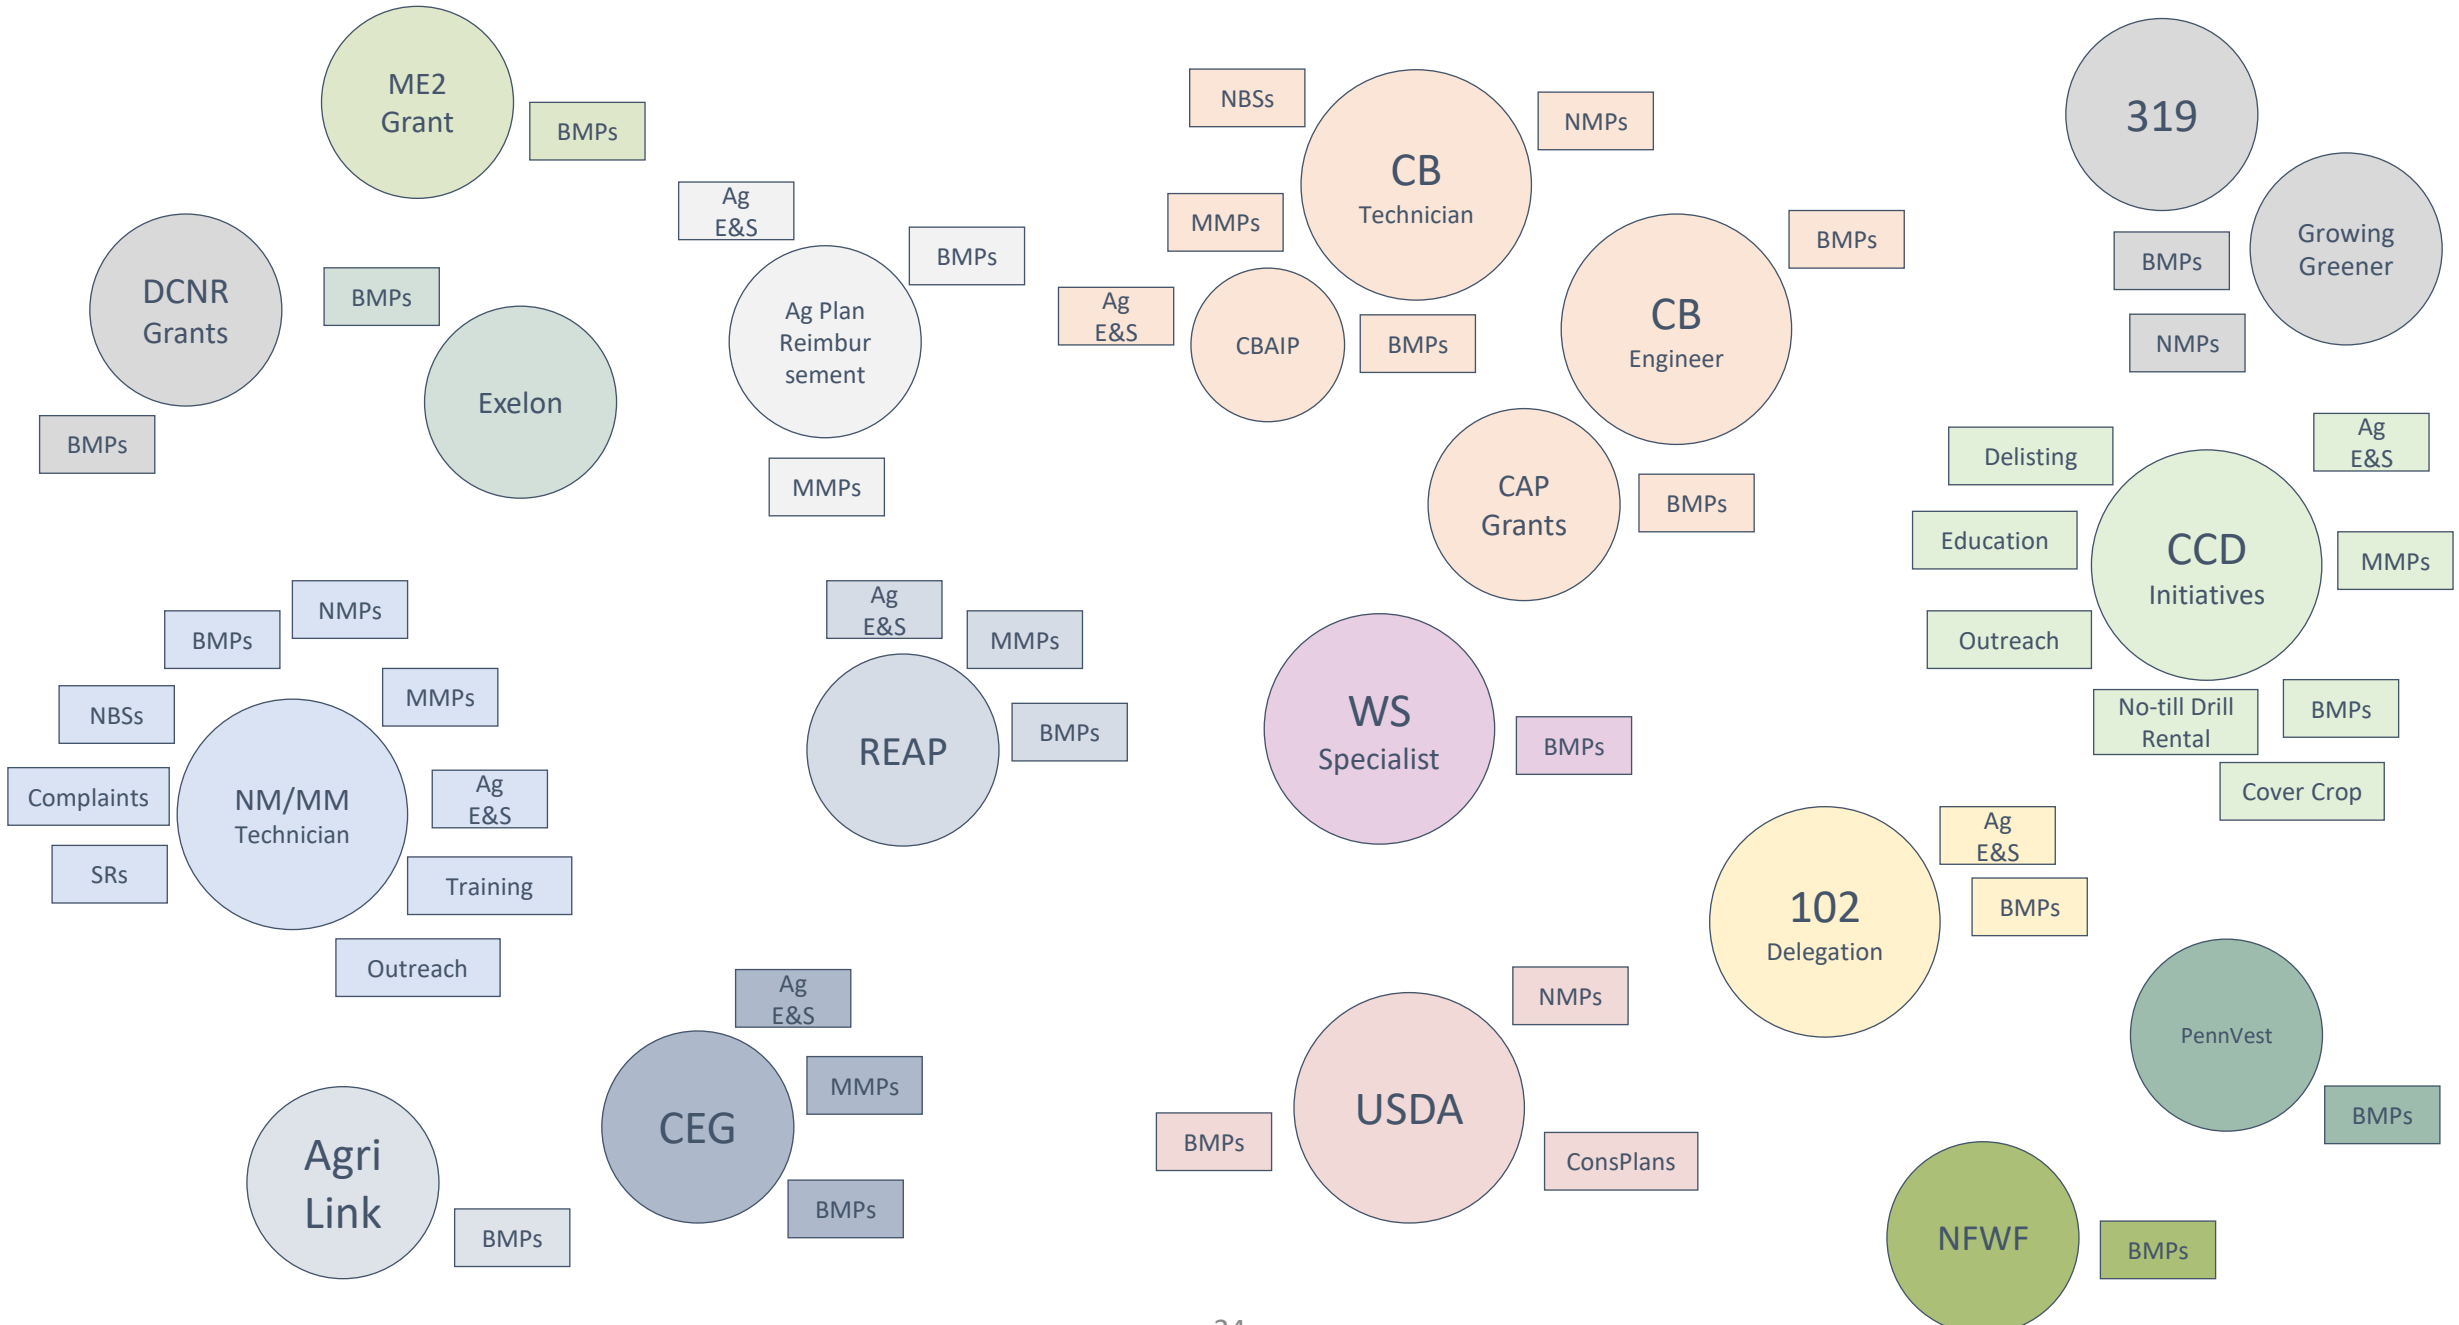 ME2
Grant
BMPs
DCNR
Grants
BMPs
BMPs
Exelon
Ag
E&S
BMPs
Ag Plan
Reimbur
sement
MMPs
NBSs
CB
Technician
NMPs
MMPs
Ag
E&S
CBAIP
BMPs
CB
Engineer
BMPs
CAP
Grants
BMPs
319
Growing
Greener
BMPs
NMPs
Delisting
Ag
E&S
Education
CCD
Initiatives
MMPs
Outreach
No-till Drill
Rental
BMPs
Cover Crop
NMPs
BMPs
MMPs
NBSs
Complaints
NM/MM
Technician
Ag
E&S
SRs
Training
Outreach
Ag
E&S
MMPs
REAP
BMPs
WS
Specialist
BMPs
Ag
E&S
102
Delegation
BMPs
Ag
E&S
MMPs
CEG
BMPs
Agri
Link
BMPs
NMPs
USDA
BMPs
ConsPlans
PennVest
BMPs
NFWF
BMPs